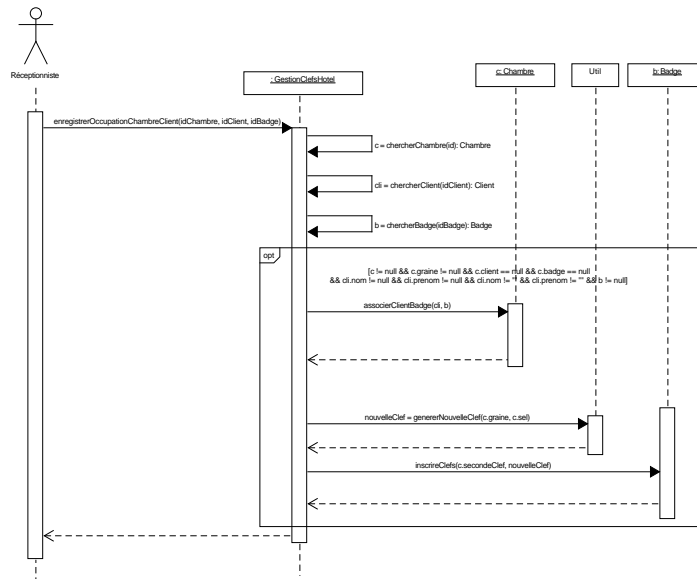 Réceptionniste
: GestionClefsHotel
c: Chambre
Util
b: Badge
enregistrerOccupationChambreClient(idChambre, idClient, idBadge)
c = chercherChambre(id): Chambre
cli = chercherClient(idClient): Client
b = chercherBadge(idBadge): Badge
opt
[c != null && c.graine != null && c.client == null && c.badge == null
&& cli.nom != null && cli.prenom != null && cli.nom != "" && cli.prenom != "" && b != null]
associerClientBadge(cli, b)
nouvelleClef = genererNouvelleClef(c.graine, c.sel)
inscrireClefs(c.secondeClef, nouvelleClef)